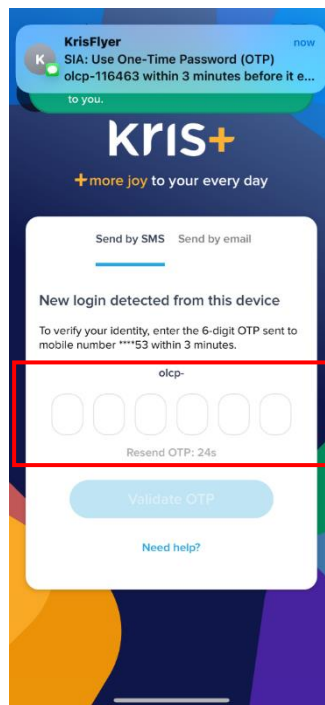 KrisFlyer now
SIA: Use One-Time Password (OTP)
olcp-116463 within 3 minutes before it e...
to you.
K
kris+
+more joy to your every day
Send by SMS Send by email
New login detected from this device
To verify your identity, enter the 6-digit OTP sent to
mobile number ****53 within 3 minutes.
olcp-
Resend OTP: 24s
Validate OTP
Need help?